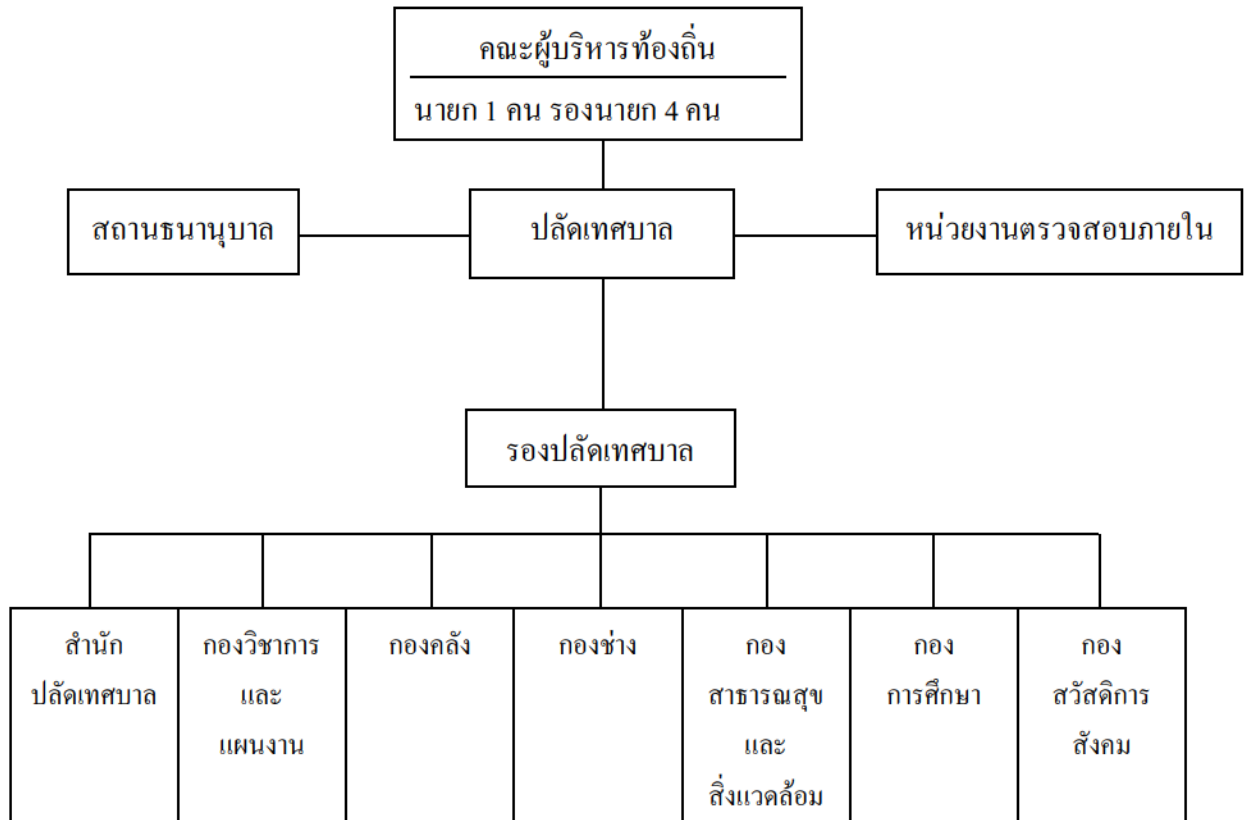 คณะผู้บริหารท้องถิ่น
นายก 1 คน รองนายก 4 คน
สถานธนานุบาล
ปลัดเทศบาล
หน่วยงานตรวจสอบภายใน
รองปลัดเทศบาล
สำนัก
ปลัดเทศบาล
กองวิชาการ
และ
แผนงาน
กองคลัง
กองช่าง
กอง
สาธารณสุข
และ
สิ่งแวดล้อม
กอง
การศึกษา
กอง
สวัสดิการ
สังคม